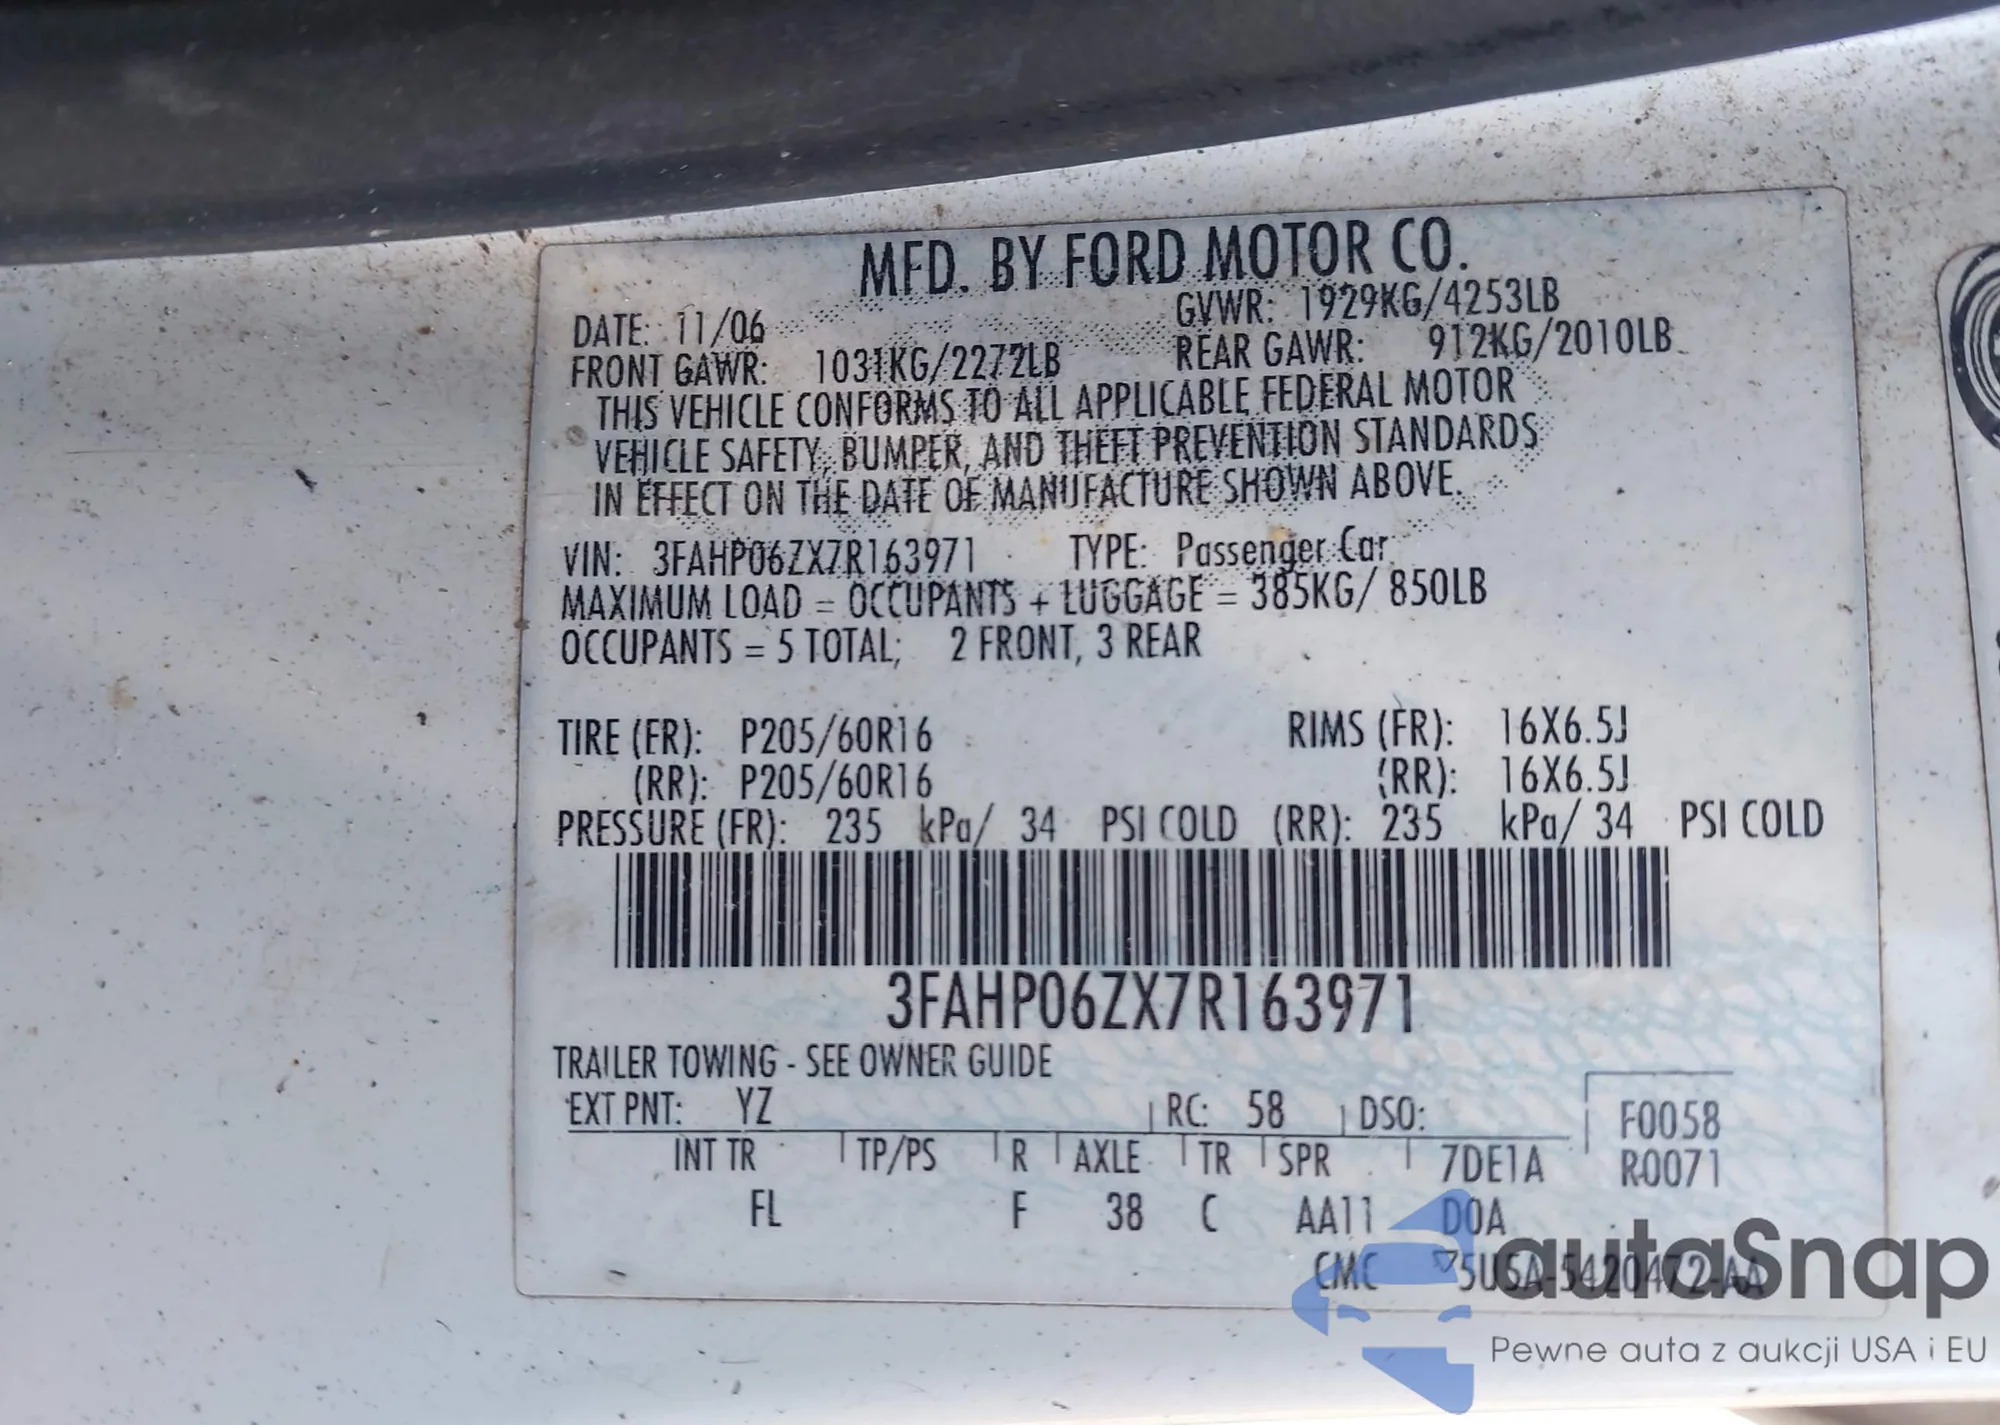 MFD. BY FORD MOTOR CO.
DATE: 11/06 GVWR: 1929KG/4253LB
FRONT GAWR: 1031KG/2272LB REAR GAWR: 912KG/2010LB
THIS VEHICLE CONFORMS TO ALL APPLICABLE FEDERAL MOTOR
VEHICLE SAFETY, BUMPER, AND THEFT PREVENTION STANDARDS
IN EFFECT ON THE DATE OF MANUFACTURE SHOWN ABOVE.
VIN: 3FAHP06ZX7R163971 TYPE: Passenger Car
MAXIMUM LOAD = OCCUPANTS + LUGGAGE = 385KG/ 850LB
OCCUPANTS = 5 TOTAL; 2 FRONT, 3 REAR
TIRE (FR): P205/60R16 RIMS (FR): 16X6.5J
(RR): P205/60R16 (RR): 16X6.5J
PRESSURE (FR): 235 kPa/ 34 PSI COLD (RR): 235 kPa/ 34 PSI COLD
3FAHP06ZX7R163971
TRAILER TOWING - SEE OWNER GUIDE
EXT PNT: YZ RC: 58 DSO: F0058
INT TR TP/PS R AXLE TR SPR 7DE1A R0071
FL F 38 C AA11 D0A
CMC 5U5A-5420472-AA
autaSnap
Pewne auta z aukcji USA i EU